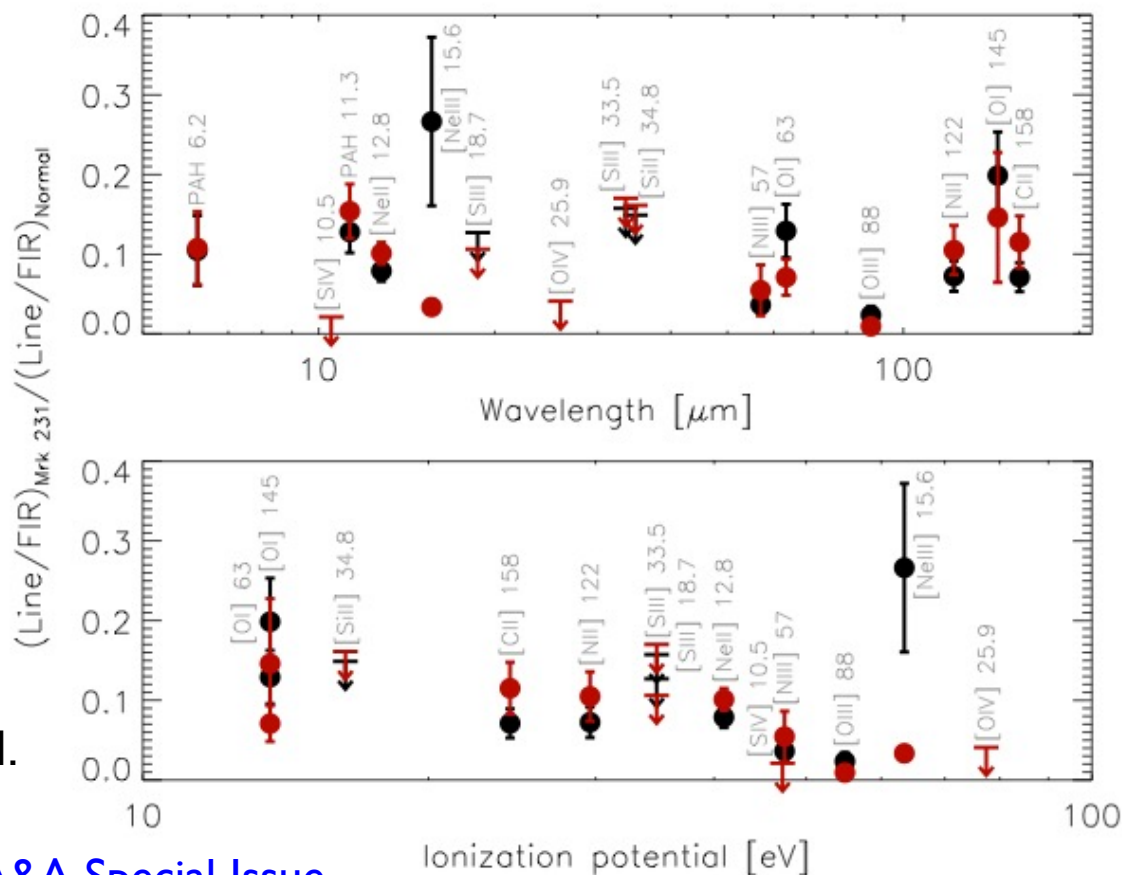 (Line/FIR)Mrk 231/(Line/FIR)Normal
0.4
0.3
0.2
0.1
0.0
PAH 6.2
[SIV] 10.5
PAH 11.3
[NeII] 12.8
[NeIII] 15.6
[SIII] 18.7
[OIV] 25.9
[SIII] 33.5
[SiII] 34.8
[NIII] 57
[OI] 63
[OIII] 88
[NII] 122
[OI] 145
[CII] 158
10
100
Wavelength [μm]
0.4
0.3
0.2
0.1
0.0
[OI] 63
[OI] 145
[SiII] 34.8
[CII] 158
[NII] 122
[SIII] 33.5
[SIII] 18.7
[NeII] 12.8
[SIV] 10.5
[NIII] 57
[OIII] 88
[NeIII] 15.6
[OIV] 25.9
10
100
Ionization potential [eV]
l.
A&A Special Issue